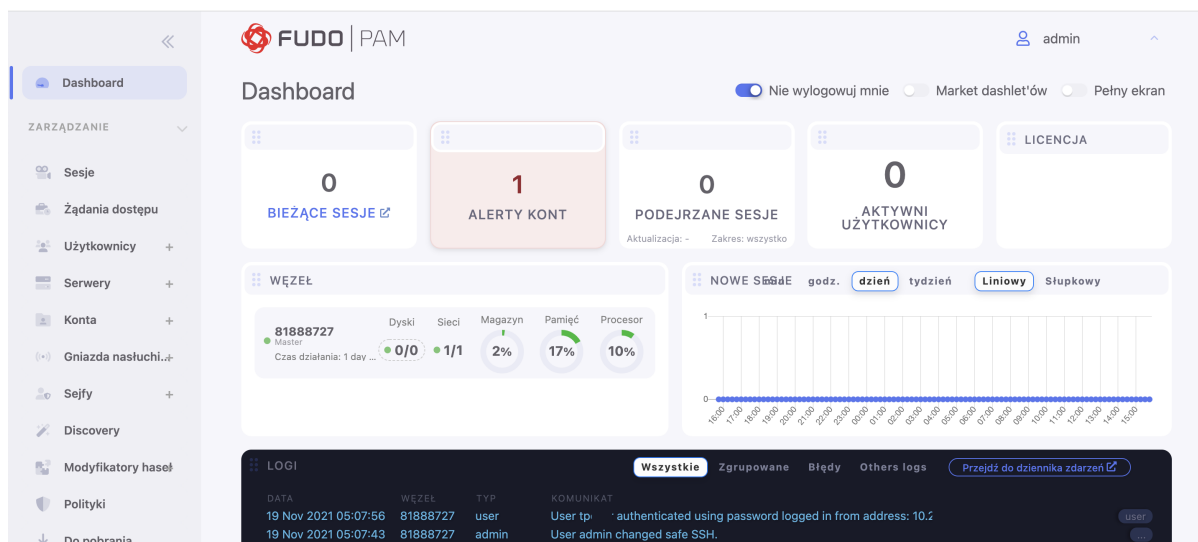 FUDO PAM
admin
Dashboard
ZARZĄDZANIE
Sesje
Żądania dostępu
Użytkownicy +
Serwery +
Konta +
Gniazda nasłuchi... +
Sejfy +
Discovery
Modyfikatory haseł
Polityki
Do pobrania
Dashboard
Nie wylogowuj mnie Market dashlet'ów Pełny ekran
0
BIEŻĄCE SESJE
1
ALERTY KONT
0
PODEJRZANE SESJE
Aktualizacja: - Zakres: wszystko
0
AKTYWNI
UŻYTKOWNICY
LICENCJA
WĘZEŁ
81888727
Master
Czas działania: 1 day ...
Dyski Sieci Magazyn Pamięć Procesor
0/0 1/1 2% 17% 10%
NOWE SESJE godz. dzień tydzień Liniowy Słupkowy
1
0
16:00 17:00 18:00 19:00 20:00 21:00 22:00 23:00 00:00 01:00 02:00 03:00 04:00 05:00 06:00 07:00 08:00 09:00 10:00 11:00 12:00 13:00 14:00 15:00
LOGI Wszystkie Zgrupowane Błędy Others logs Przejdź do dziennika zdarzeń
DATA WĘZEŁ TYP KOMUNIKAT
19 Nov 2021 05:07:56 81888727 user User authenticated using password logged in from address: 10.2 user
19 Nov 2021 05:07:43 81888727 admin User admin changed safe SSH. ...